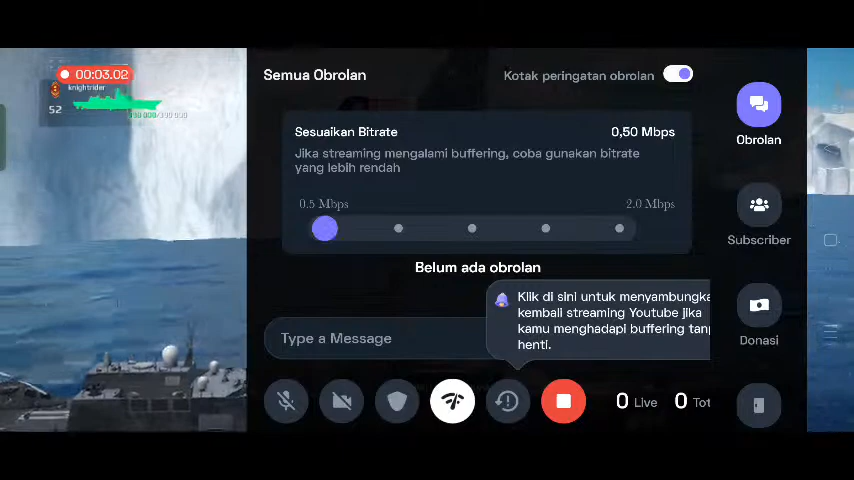 00:03.02
knightrider
52
Semua Obrolan
Kotak peringatan obrolan
Sesuaikan Bitrate
0,50 Mbps
Jika streaming mengalami buffering, coba gunakan bitrate
yang lebih rendah
0.5 Mbps
2.0 Mbps
Belum ada obrolan
Klik di sini untuk menyambungka
kembali streaming Youtube jika
kamu menghadapi buffering tanp
henti.
Type a Message
0 Live
0 Tot
Obrolan
Subscriber
Donasi